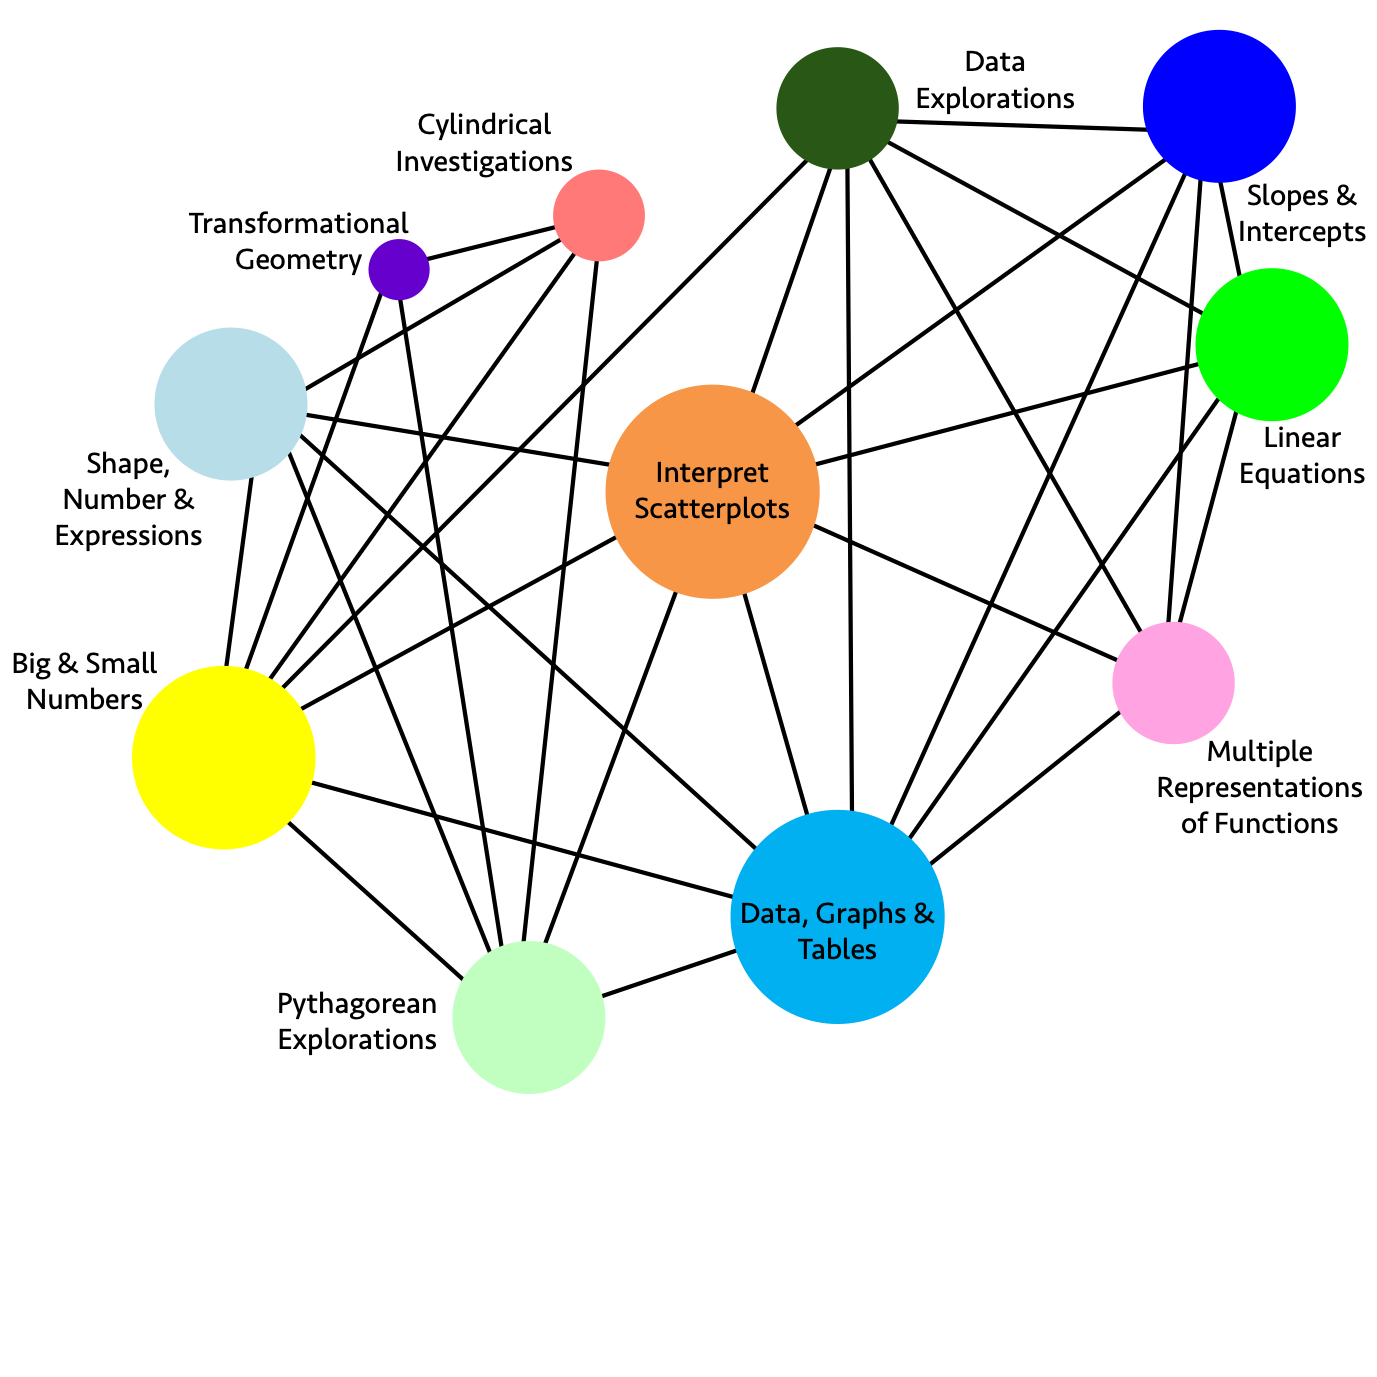 Data
Explorations
Cylindrical
Investigations
Slopes &
Intercepts
Transformational
Geometry
Linear
Equations
Shape,
Number &
Expressions
Interpret
Scatterplots
Big & Small
Numbers
Multiple
Representations
of Functions
Data, Graphs &
Tables
Pythagorean
Explorations